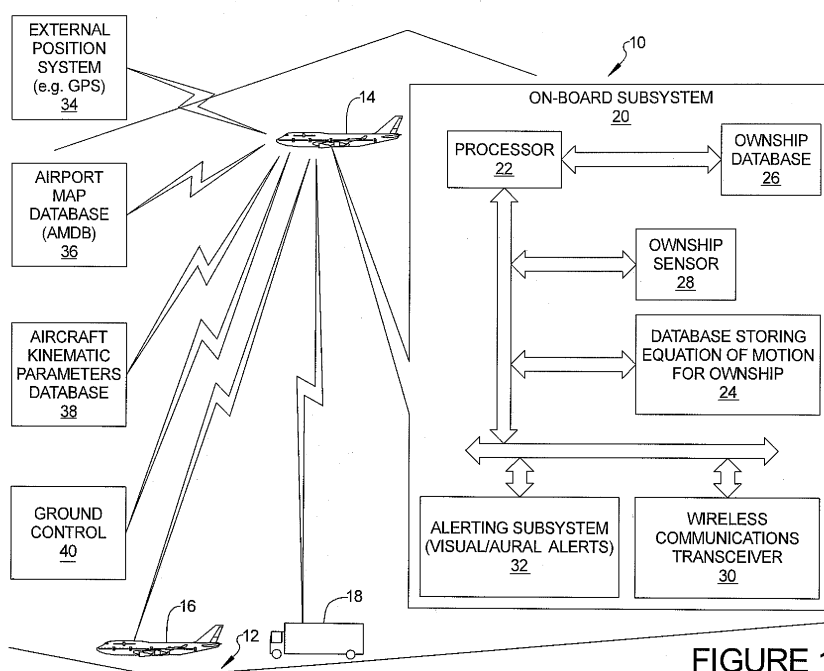 EXTERNAL
POSITION
SYSTEM
(e.g. GPS)
34
14
10
ON-BOARD SUBSYSTEM
20
PROCESSOR
22
OWNSHIP
DATABASE
26
AIRPORT
MAP
DATABASE
(AMDB)
36
OWNSHIP
SENSOR
28
AIRCRAFT
KINEMATIC
PARAMETERS
DATABASE
38
DATABASE STORING
EQUATION OF MOTION
FOR OWNSHIP
24
GROUND
CONTROL
40
ALERTING SUBSYSTEM
(VISUAL/AURAL ALERTS)
32
WIRELESS
COMMUNICATIONS
TRANSCEIVER
30
16
12
18
FIGURE 1